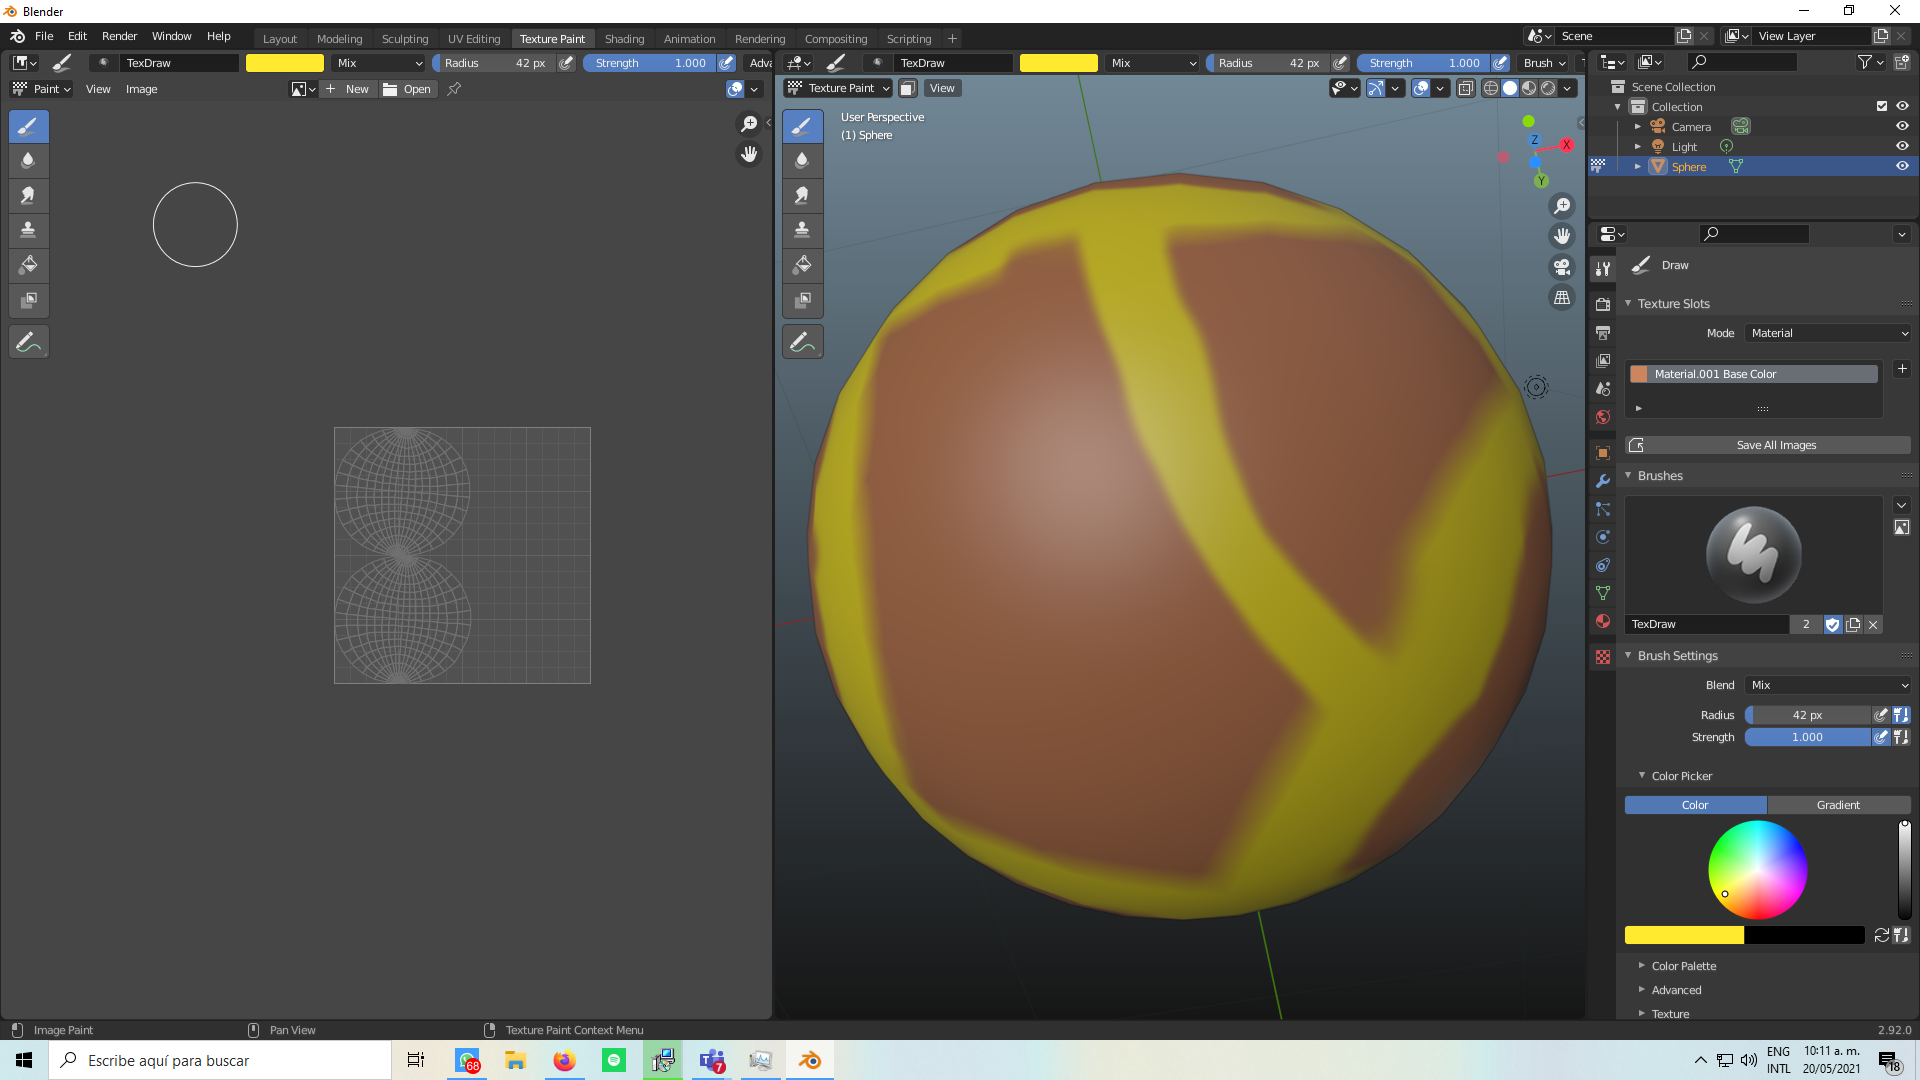 Blender
File Edit Render Window Help Layout Modeling Sculpting UV Editing Texture Paint Shading Animation Rendering Compositing Scripting + Scene View Layer
TexDraw Mix Radius 42 px Strength 1.000 Adv
TexDraw Mix Radius 42 px Strength 1.000 Brush
Paint View Image + New Open
Texture Paint View
User Perspective
(1) Sphere
Z
X
Y
Scene Collection
Collection
Camera
Light
Sphere
Draw
Texture Slots
Mode Material
Material.001 Base Color
Save All Images
Brushes
TexDraw 2
Brush Settings
Blend Mix
Radius 42 px
Strength 1.000
Color Picker
Color Gradient
Color Palette
Advanced
Texture
Image Paint Pan View Texture Paint Context Menu 2.92.0
Escribe aquí para buscar
68
7
ENG
INTL
10:11 a. m.
20/05/2021
18